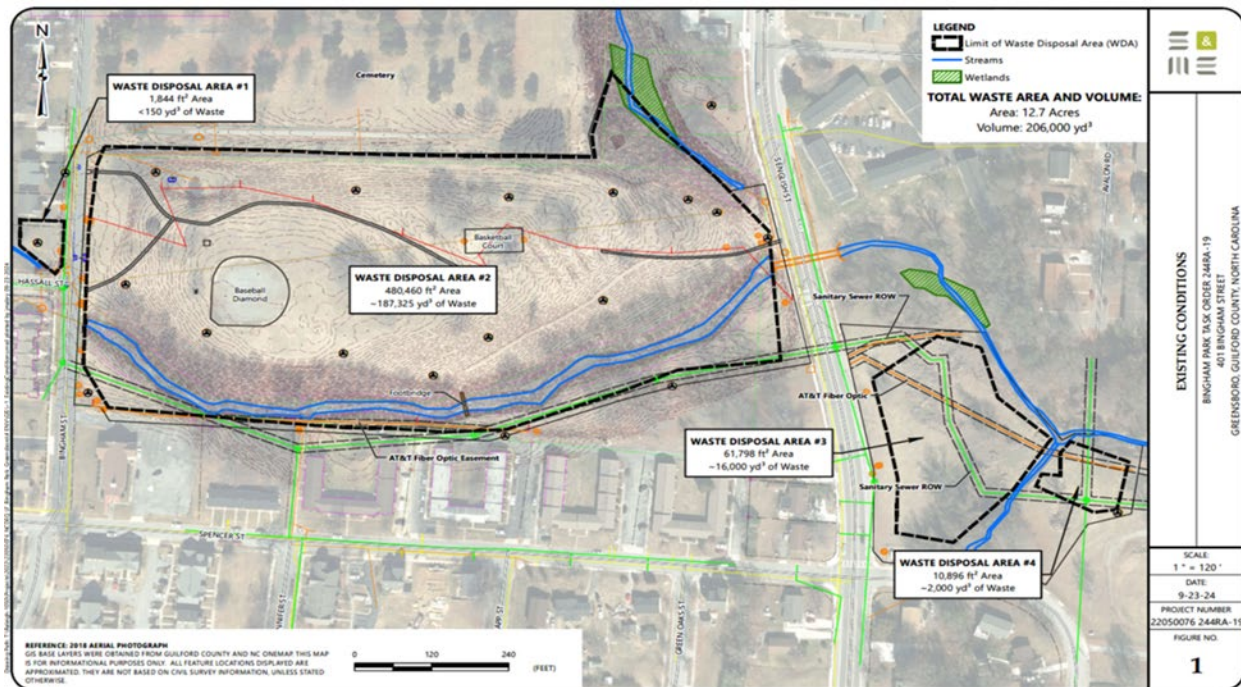 N
Cemetery
WASTE DISPOSAL AREA #1
1,844 ft² Area
<150 yd³ of Waste
LEGEND
Limit of Waste Disposal Area (WDA)
Streams
Wetlands
TOTAL WASTE AREA AND VOLUME:
Area: 12.7 Acres
Volume: 206,000 yd³
S ENGLISH ST
AVALON RD
Basketball
Court
HASSALL ST
Baseball
Diamond
WASTE DISPOSAL AREA #2
480,460 ft² Area
~187,325 yd³ of Waste
Sanitary Sewer ROW
Footbridge
AT&T Fiber Optic
BINGHAM ST
AT&T Fiber Optic Easement
WASTE DISPOSAL AREA #3
61,798 ft² Area
~16,000 yd³ of Waste
Sanitary Sewer ROW
SPENCER ST
WASTE DISPOSAL AREA #4
10,896 ft² Area
~2,000 yd³ of Waste
GREEN OAKS ST
REFERENCE: 2018 AERIAL PHOTOGRAPH
GIS BASE LAYERS WERE OBTAINED FROM GUILFORD COUNTY AND NC ONEMAP. THIS MAP
IS FOR INFORMATIONAL PURPOSES ONLY. ALL FEATURE LOCATIONS DISPLAYED ARE
APPROXIMATED. THEY ARE NOT BASED ON CIVIL SURVEY INFORMATION, UNLESS STATED
OTHERWISE.
0 120 240
(FEET)
&
EXISTING CONDITIONS
BINGHAM PARK TASK ORDER 244RA-19
401 BINGHAM STREET
GREENSBORO, GUILFORD COUNTY, NORTH CAROLINA
SCALE:
1 " = 120 '
DATE:
9-23-24
PROJECT NUMBER
22050076 244RA-19
FIGURE NO.
1